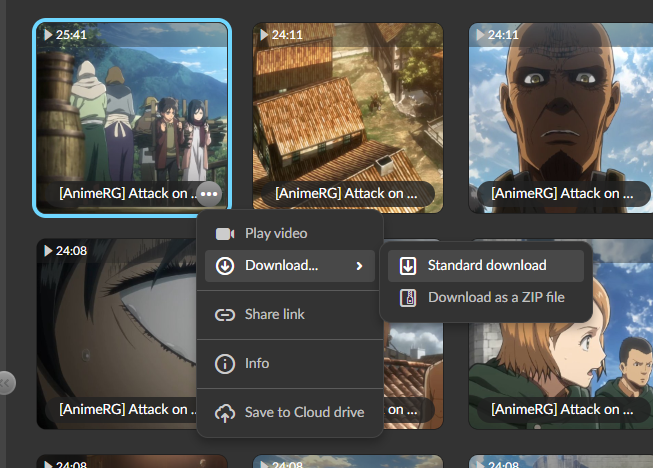 25:41
24:11
24:11
[AnimeRG] Attack on ...
[AnimeRG] Attack on ...
[AnimeRG] Attack on ...
Play video
Download...
Standard download
Download as a ZIP file
Share link
Info
Save to Cloud drive
24:08
[AnimeRG] Attack on
on ...
[AnimeRG] Attack on ...
24:08
24:08
24:08